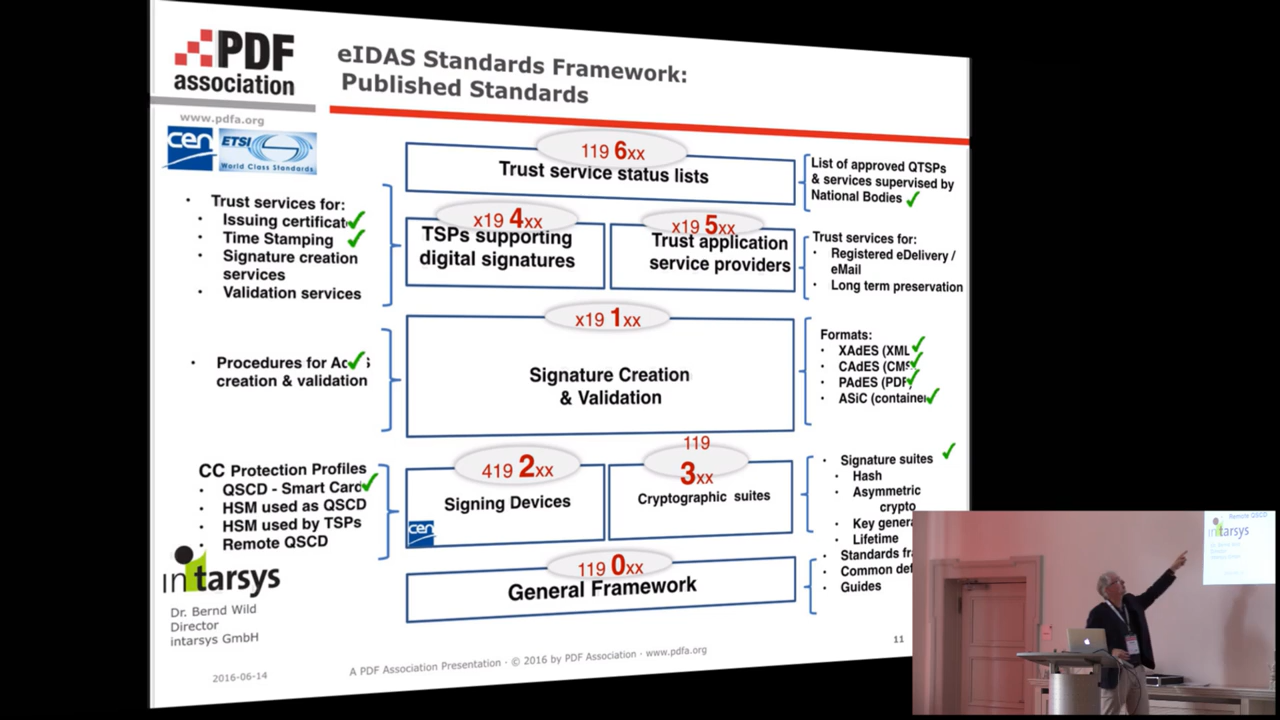 PDF
association
www.pdfa.org
cen
ETSI
World Class Standards
eIDAS Standards Framework:
Published Standards
119 6xx
Trust service status lists
List of approved QTSPs
& services supervised by
National Bodies
• Trust services for:
• Issuing certificat
• Time Stamping
• Signature creation
services
• Validation services
x19 4xx
TSPs supporting
digital signatures
x19 5xx
Trust application
service providers
Trust services for:
• Registered eDelivery /
eMail
• Long term preservation
x19 1xx
Signature Creation
& Validation
• Procedures for
creation & validation
Formats:
• XAdES (XML
• CAdES (CMS
• PAdES (PDF
• ASiC (container
CC Protection Profiles
• QSCD - Smart Card
• HSM used as QSCD
• HSM used by TSPs
• Remote QSCD
419 2xx
Signing Devices
cen
119
3xx
Cryptographic suites
• Signature suites
• Hash
• Asymmetric
crypto
• Key gener
• Lifetime
• Standards fr
• Common def
• Guides
119 0xx
General Framework
intarsys
Dr. Bernd Wild
Director
intarsys GmbH
2016-06-14
A PDF Association Presentation · © 2016 by PDF Association · www.pdfa.org
11
Remote QSCD
intarsys